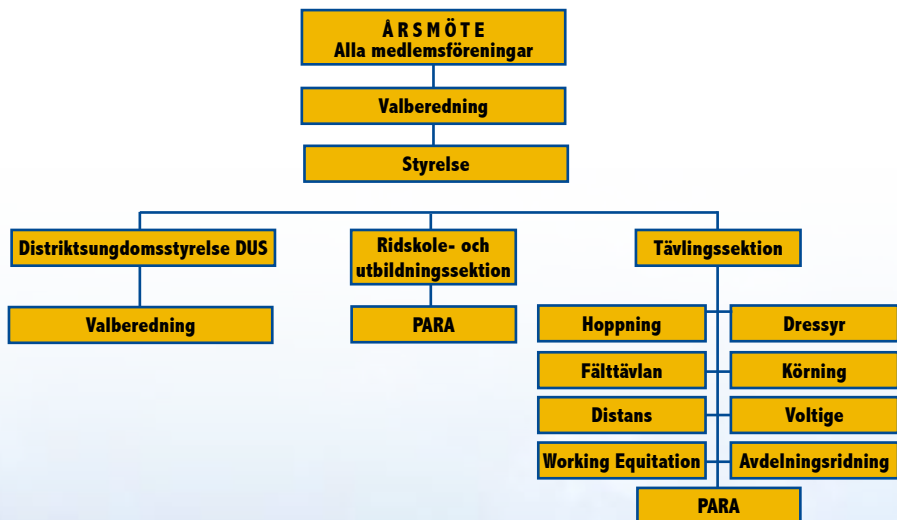 ÅRSMÖTE
Alla medlemsföreningar
Valberedning
Styrelse
Distriktsungdomsstyrelse DUS
Ridskole- och
utbildningssektion
Tävlingssektion
Valberedning
PARA
Hoppning
Dressyr
Fälttävlan
Körning
Distans
Voltige
Working Equitation
Avdelningsridning
PARA